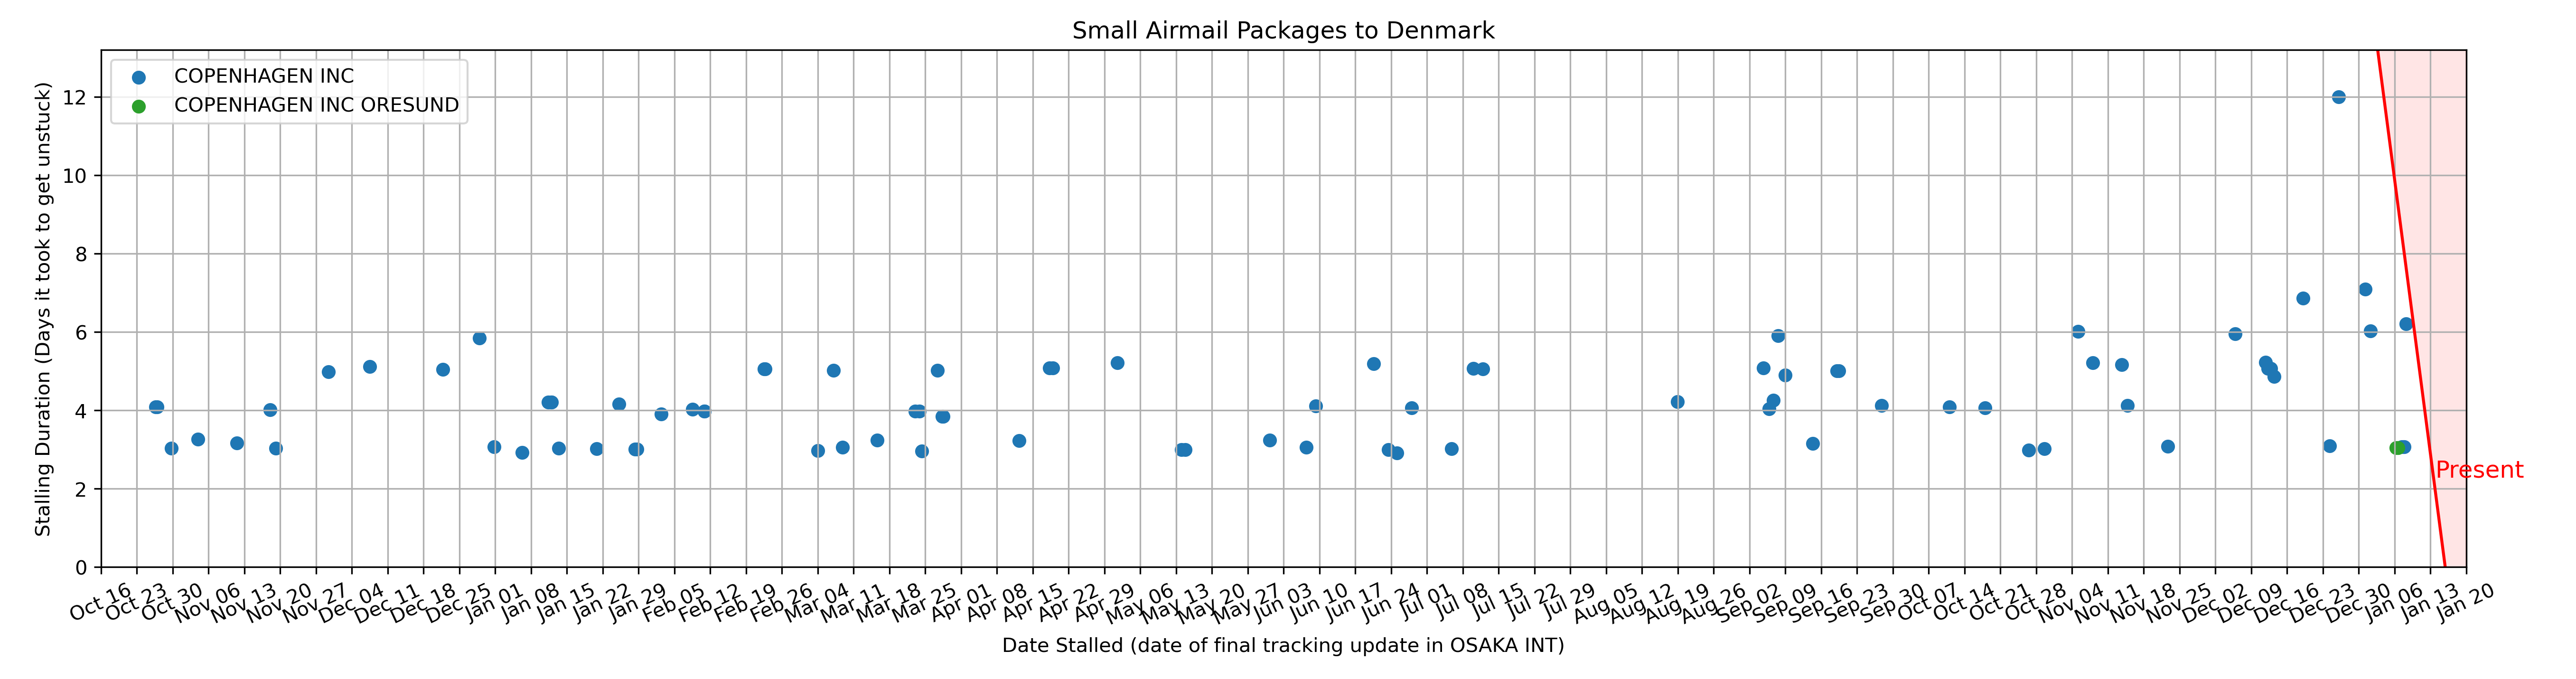 Small Airmail Packages to Denmark
COPENHAGEN INC
COPENHAGEN INC ORESUND
Stalling Duration (Days it took to get unstuck)
12
10
8
6
4
2
0
Present
Oct 16
Oct 23
Oct 30
Nov 06
Nov 13
Nov 20
Nov 27
Dec 04
Dec 11
Dec 18
Dec 25
Jan 01
Jan 08
Jan 15
Jan 22
Jan 29
Feb 05
Feb 12
Feb 19
Feb 26
Mar 04
Mar 11
Mar 18
Mar 25
Apr 01
Apr 08
Apr 15
Apr 22
Apr 29
May 06
May 13
May 20
May 27
Jun 03
Jun 10
Jun 17
Jun 24
Jul 01
Jul 08
Jul 15
Jul 22
Jul 29
Aug 05
Aug 12
Aug 19
Aug 26
Sep 02
Sep 09
Sep 16
Sep 23
Sep 30
Oct 07
Oct 14
Oct 21
Oct 28
Nov 04
Nov 11
Nov 18
Nov 25
Dec 02
Dec 09
Dec 16
Dec 23
Dec 30
Jan 06
Jan 13
Jan 20
Date Stalled (date of final tracking update in OSAKA INT)